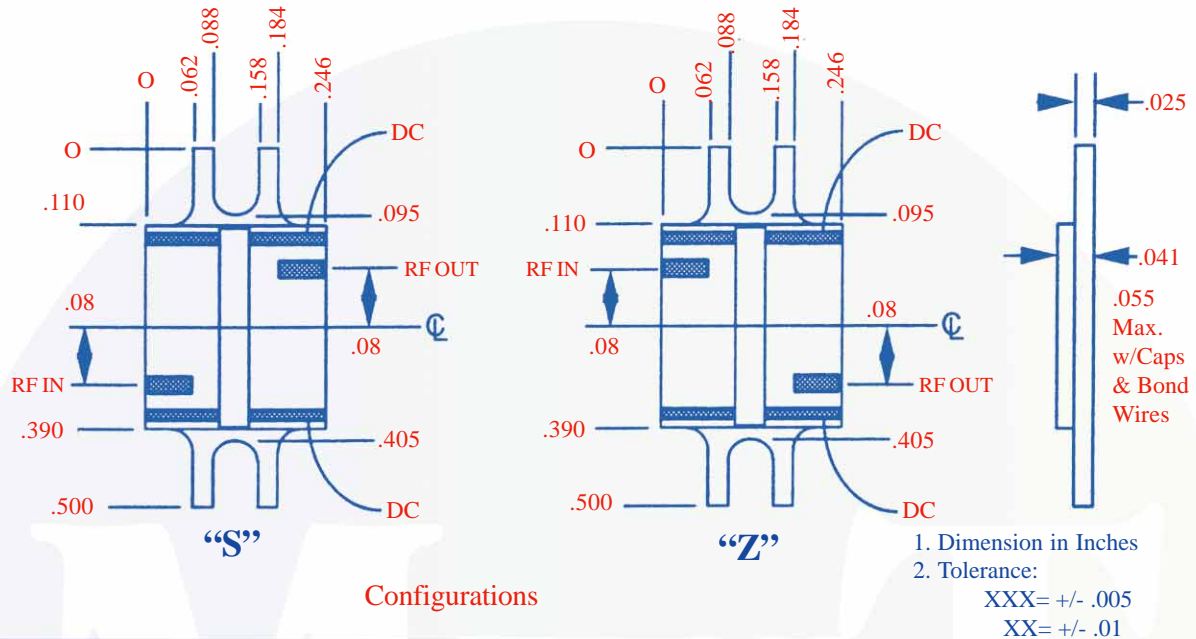 O
.062
.088
.158
.184
.246
DC
O
.110
.095
RF OUT
.08
℄
.08
RF IN
.390
.405
.500
DC
“S”
O
.062
.088
.158
.184
.246
DC
O
.110
.095
RF IN
.08
℄
.08
RF OUT
.390
.405
.500
DC
“Z”
.025
.041
.055
Max.
w/Caps
& Bond
Wires
Configurations
1. Dimension in Inches
2. Tolerance:
XXX= +/- .005
XX= +/- .01